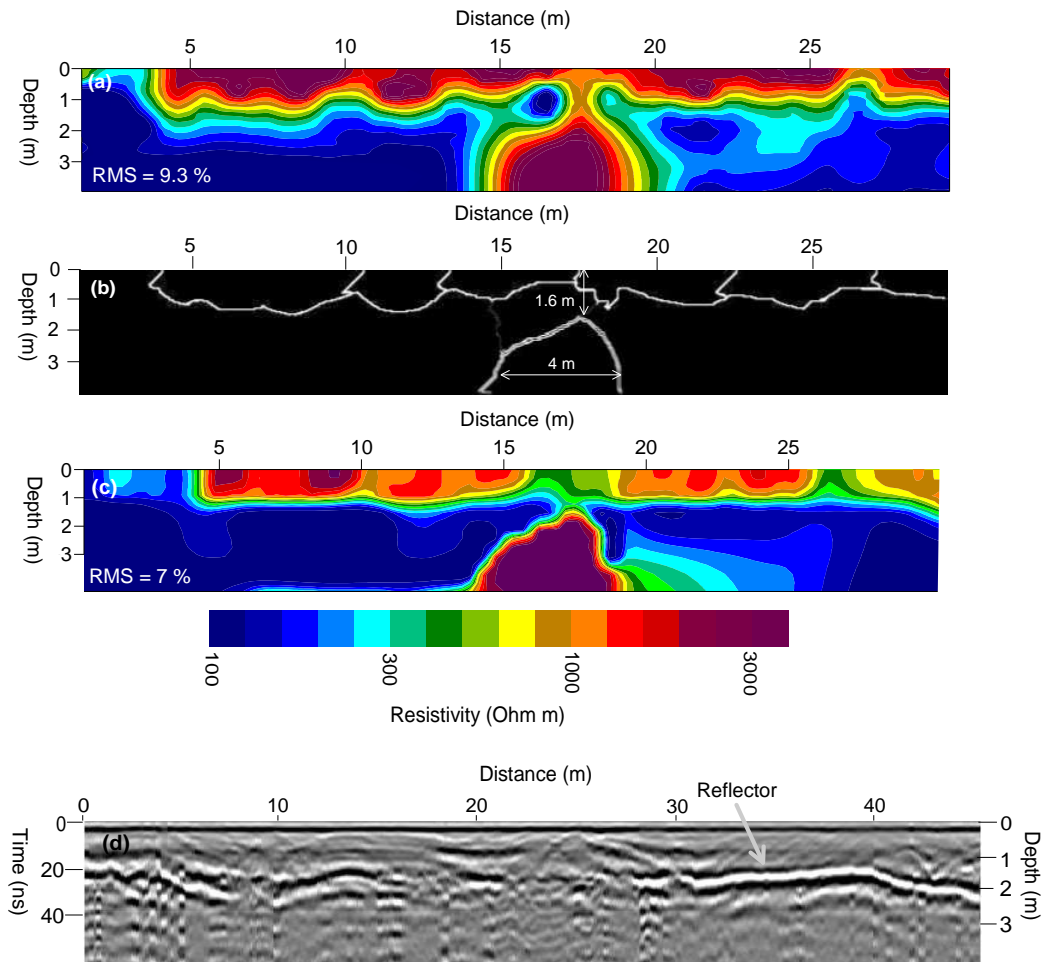 Distance (m)
5 10 15 20 25
Depth (m)
0
1
2
3
(a)
RMS = 9.3 %
Distance (m)
5 10 15 20 25
Depth (m)
0
1
2
3
(b)
1.6 m
4 m
Distance (m)
5 10 15 20 25
Depth (m)
0
1
2
3
(c)
RMS = 7 %
100 300 1000 3000
Resistivity (Ohm m)
Distance (m)
Reflector
0 10 20 30 40
Time (ns)
0
20
40
(d)
0
1
2
3
Depth (m)